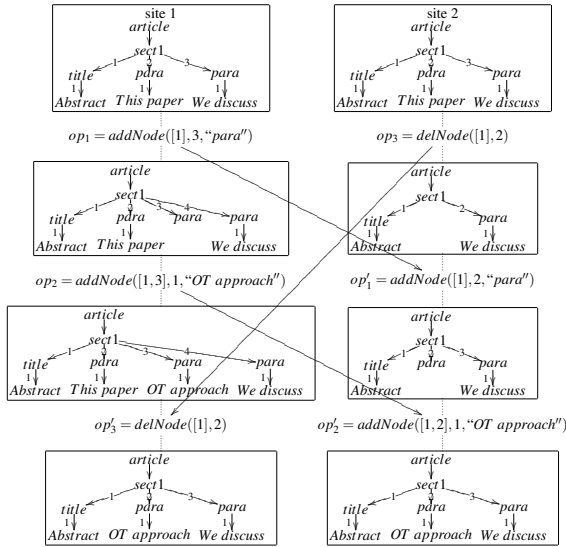 site 1
article
sect1
1 2 3
title para para
1 1 1
Abstract This paper We discuss
op1 = addNode([1],3,“para”)
article
sect1
1 2 3 4
title para para para
1 1 1
Abstract This paper We discuss
op2 = addNode([1,3],1,“OT approach”)
article
sect1
1 2 3 4
title para para para
1 1 1 1
Abstract This paper OT approach We discuss
op′3 = delNode([1],2)
article
sect1
1 2 3
title para para
1 1 1
Abstract OT approach We discuss
site 2
article
sect1
1 2 3
title para para
1 1 1
Abstract This paper We discuss
op3 = delNode([1],2)
article
sect1
1 2
title para
1 1
Abstract We discuss
op′1 = addNode([1],2,“para”)
article
sect1
1 2 3
title para para
1 1
Abstract We discuss
op′2 = addNode([1,2],1,“OT approach”)
article
sect1
1 2 3
title para para
1 1 1
Abstract OT approach We discuss